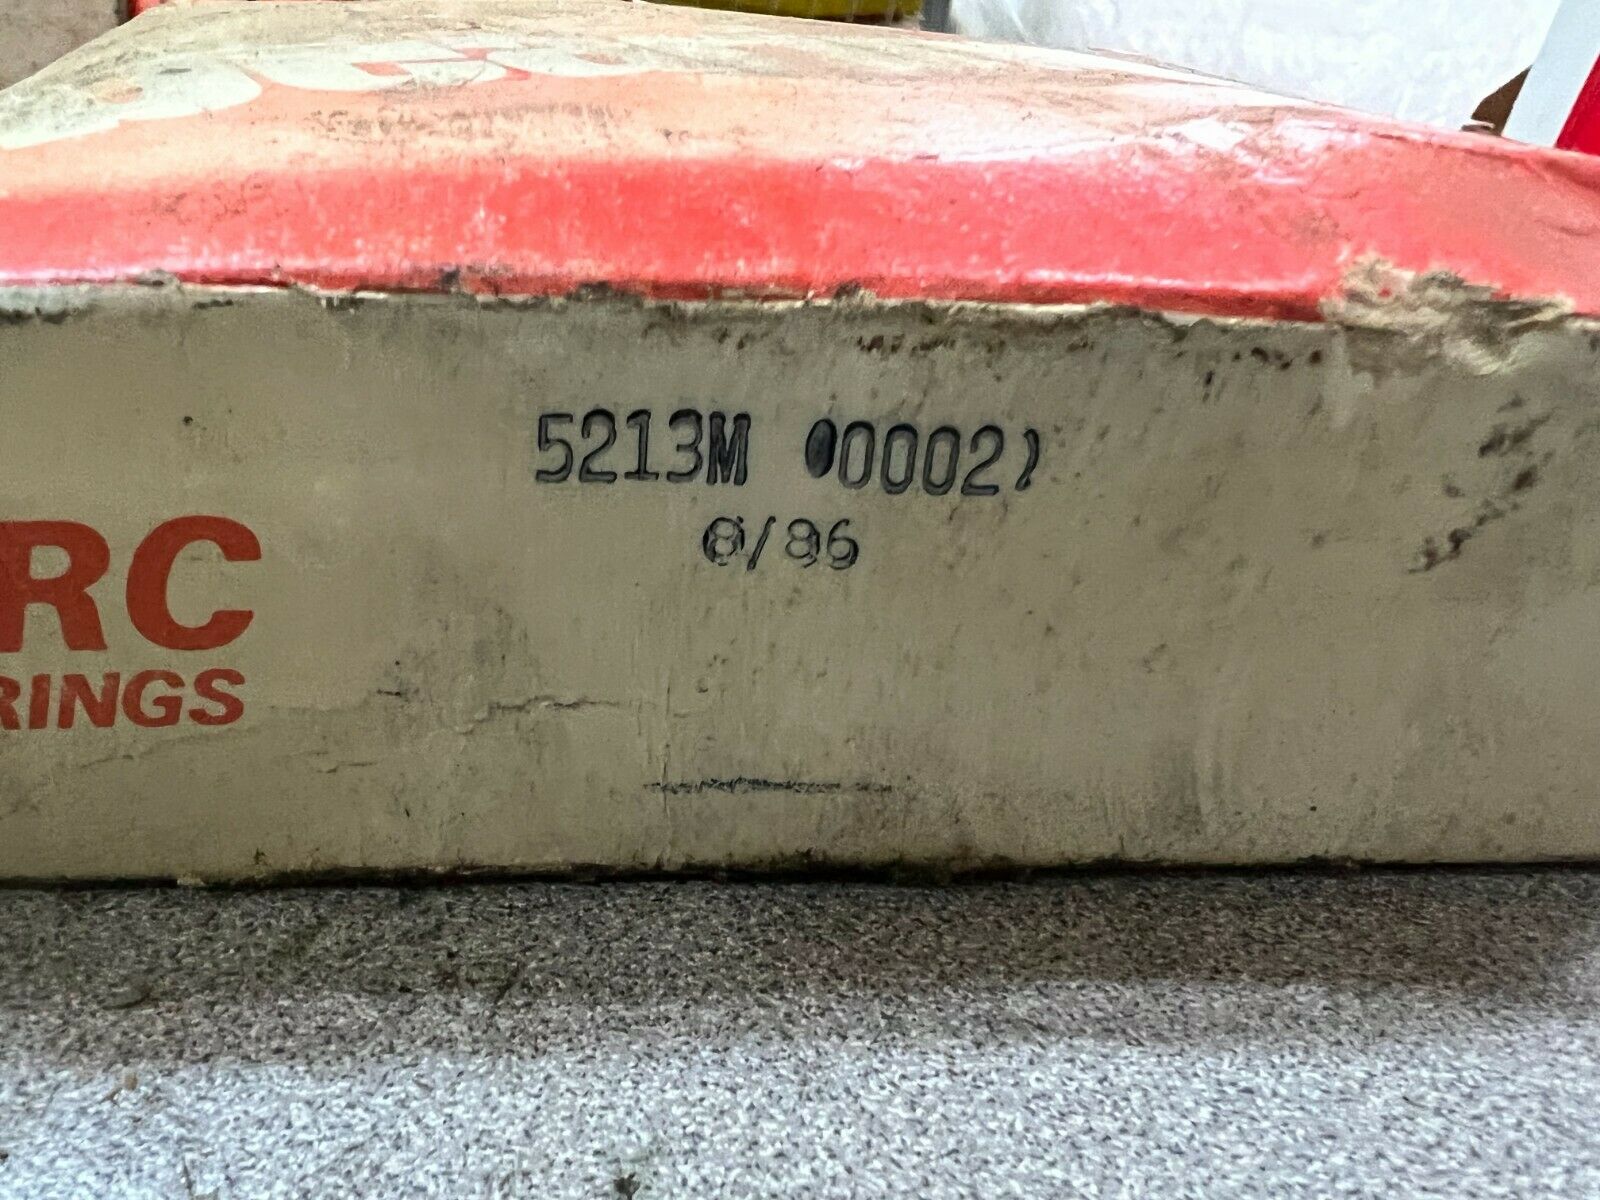 5213M 00002
8/86
RC
RINGS